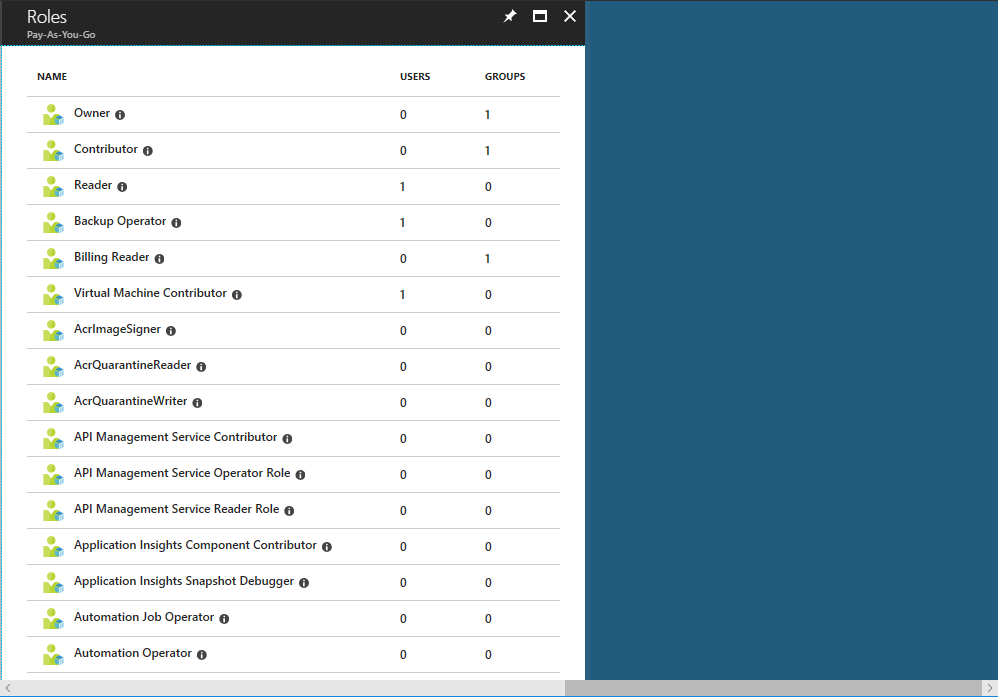 Roles
Pay-As-You-Go
NAME USERS GROUPS
Owner 0 1
Contributor 0 1
Reader 1 0
Backup Operator 1 0
Billing Reader 0 1
Virtual Machine Contributor 1 0
AcrImageSigner 0 0
AcrQuarantineReader 0 0
AcrQuarantineWriter 0 0
API Management Service Contributor 0 0
API Management Service Operator Role 0 0
API Management Service Reader Role 0 0
Application Insights Component Contributor 0 0
Application Insights Snapshot Debugger 0 0
Automation Job Operator 0 0
Automation Operator 0 0